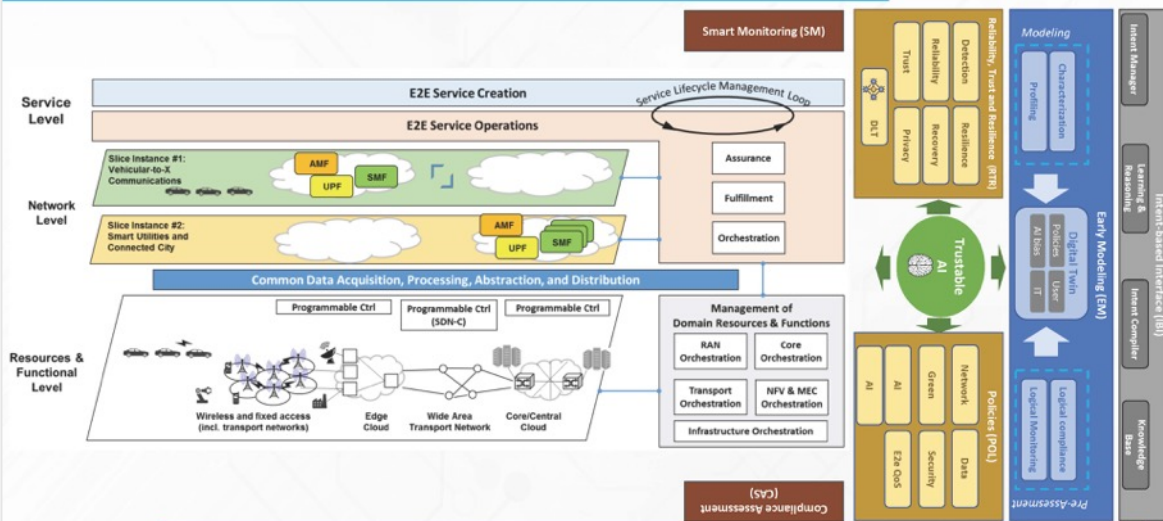 Smart Monitoring (SM)
Service
Level
E2E Service Creation
Service Lifecycle Management Loop
E2E Service Operations
Network
Level
Slice Instance #1:
Vehicular-to-X
Communications
AMF
UPF
SMF
Slice Instance #2:
Smart Utilities and
Connected City
AMF
UPF
SMF
Assurance
Fulfillment
Orchestration
Common Data Acquisition, Processing, Abstraction, and Distribution
Resources &
Functional
Level
Programmable Ctrl
Programmable Ctrl
(SDN-C)
Programmable Ctrl
Wireless and fixed access
(incl. transport networks)
Edge
Cloud
Wide Area
Transport Network
Core/Central
Cloud
Management of
Domain Resources & Functions
RAN
Orchestration
Core
Orchestration
Transport
Orchestration
NFV & MEC
Orchestration
Infrastructure Orchestration
Compliance Assessment
(CAS)
Reliability, Trust and Resilience (RTR)
Trust
Reliability
Detection
DLT
Privacy
Recovery
Resilience
Trustable
AI
Policies (POL)
AI
AI
Green
Network
E2e QoS
Security
Data
Modeling
Profiling
Characterization
Early Modeling (EM)
Digital Twin
Policies
AI bias
User
IT
Logical Monitoring
Logical compliance
Pre-Assesment
Intent-based Interface (IBI)
Intent Manager
Learning &
Reasoning
Intent Compiler
Knowledge
Base